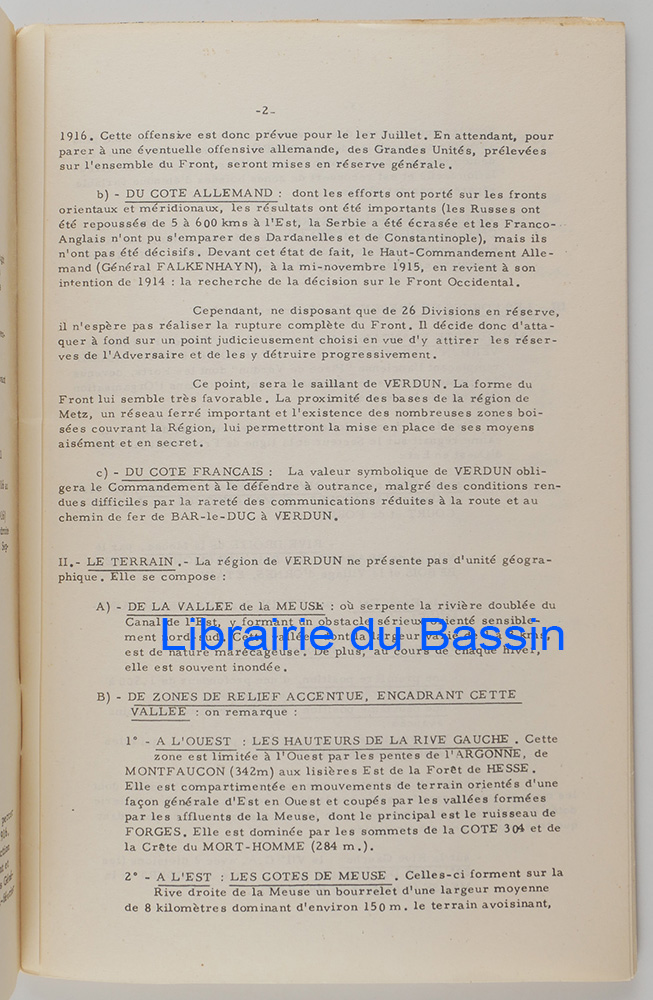 -2-
1916. Cette offensive est donc prévue pour le 1er Juillet. En attendant, pour
parer à une éventuelle offensive allemande, des Grandes Unités, prélevées
sur l'ensemble du Front, seront mises en réserve générale.
b) - DU COTE ALLEMAND : dont les efforts ont porté sur les fronts
orientaux et méridionaux, les résultats ont été importants (les Russes ont
été repoussés de 5 à 600 kms à l'Est, la Serbie a été écrasée et les Franco-
Anglais n'ont pu s'emparer des Dardanelles et de Constantinople), mais ils
n'ont pas été décisifs. Devant cet état de fait, le Haut-Commandement Alle-
mand (Général FALKENHAYN), à la mi-novembre 1915, en revient à son
intention de 1914 : la recherche de la décision sur le Front Occidental.
Cependant, ne disposant que de 26 Divisions en réserve,
il n'espère pas réaliser la rupture complète du Front. Il décide donc d'atta-
quer à fond sur un point judicieusement choisi en vue d'y attirer les réser-
ves de l'Adversaire et de les y détruire progressivement.
Ce point, sera le saillant de VERDUN. La forme du
Front lui semble très favorable. La proximité des bases de la région de
Metz, un réseau ferré important et l'existence des nombreuses zones boi-
sées couvrant la Région, lui permettront la mise en place de ses moyens
aisément et en secret.
c) - DU COTE FRANCAIS : La valeur symbolique de VERDUN obli-
gera le Commandement à le défendre à outrance, malgré des conditions ren-
dues difficiles par la rareté des communications réduites à la route et au
chemin de fer de BAR-le-DUC à VERDUN.
II.- LE TERRAIN.- La région de VERDUN ne présente pas d'unité géogra-
phique. Elle se compose :
A) - DE LA VALLEE de la MEUSE : où serpente la rivière doublée du
Canal de l'Est, y formant un obstacle sérieux orienté sensible-
ment nord-sud. Cette vallée dont la largeur varie de kms
est de nature marécageuse. De plus, au cours de chaque hiver,
elle est souvent inondée.
Librairie du Bassin
B) - DE ZONES DE RELIEF ACCENTUE, ENCADRANT CETTE
VALLEE : on remarque :
1° - A L'OUEST : LES HAUTEURS DE LA RIVE GAUCHE. Cette
zone est limitée à l'Ouest par les pentes de l'ARGONNE, de
MONTFAUCON (342m) aux lisières Est de la Forêt de HESSE.
Elle est compartimentée en mouvements de terrain orientés d'une
façon générale d'Est en Ouest et coupés par les vallées formées
par les affluents de la Meuse, dont le principal est le ruisseau de
FORGES. Elle est dominée par les sommets de la COTE 304 et de
la Crête du MORT-HOMME (284 m.).
2° - A L'EST : LES COTES DE MEUSE. Celles-ci forment sur la
Rive droite de la Meuse un bourrelet d'une largeur moyenne
de 8 kilomètres dominant d'environ 150 m. le terrain avoisinant,